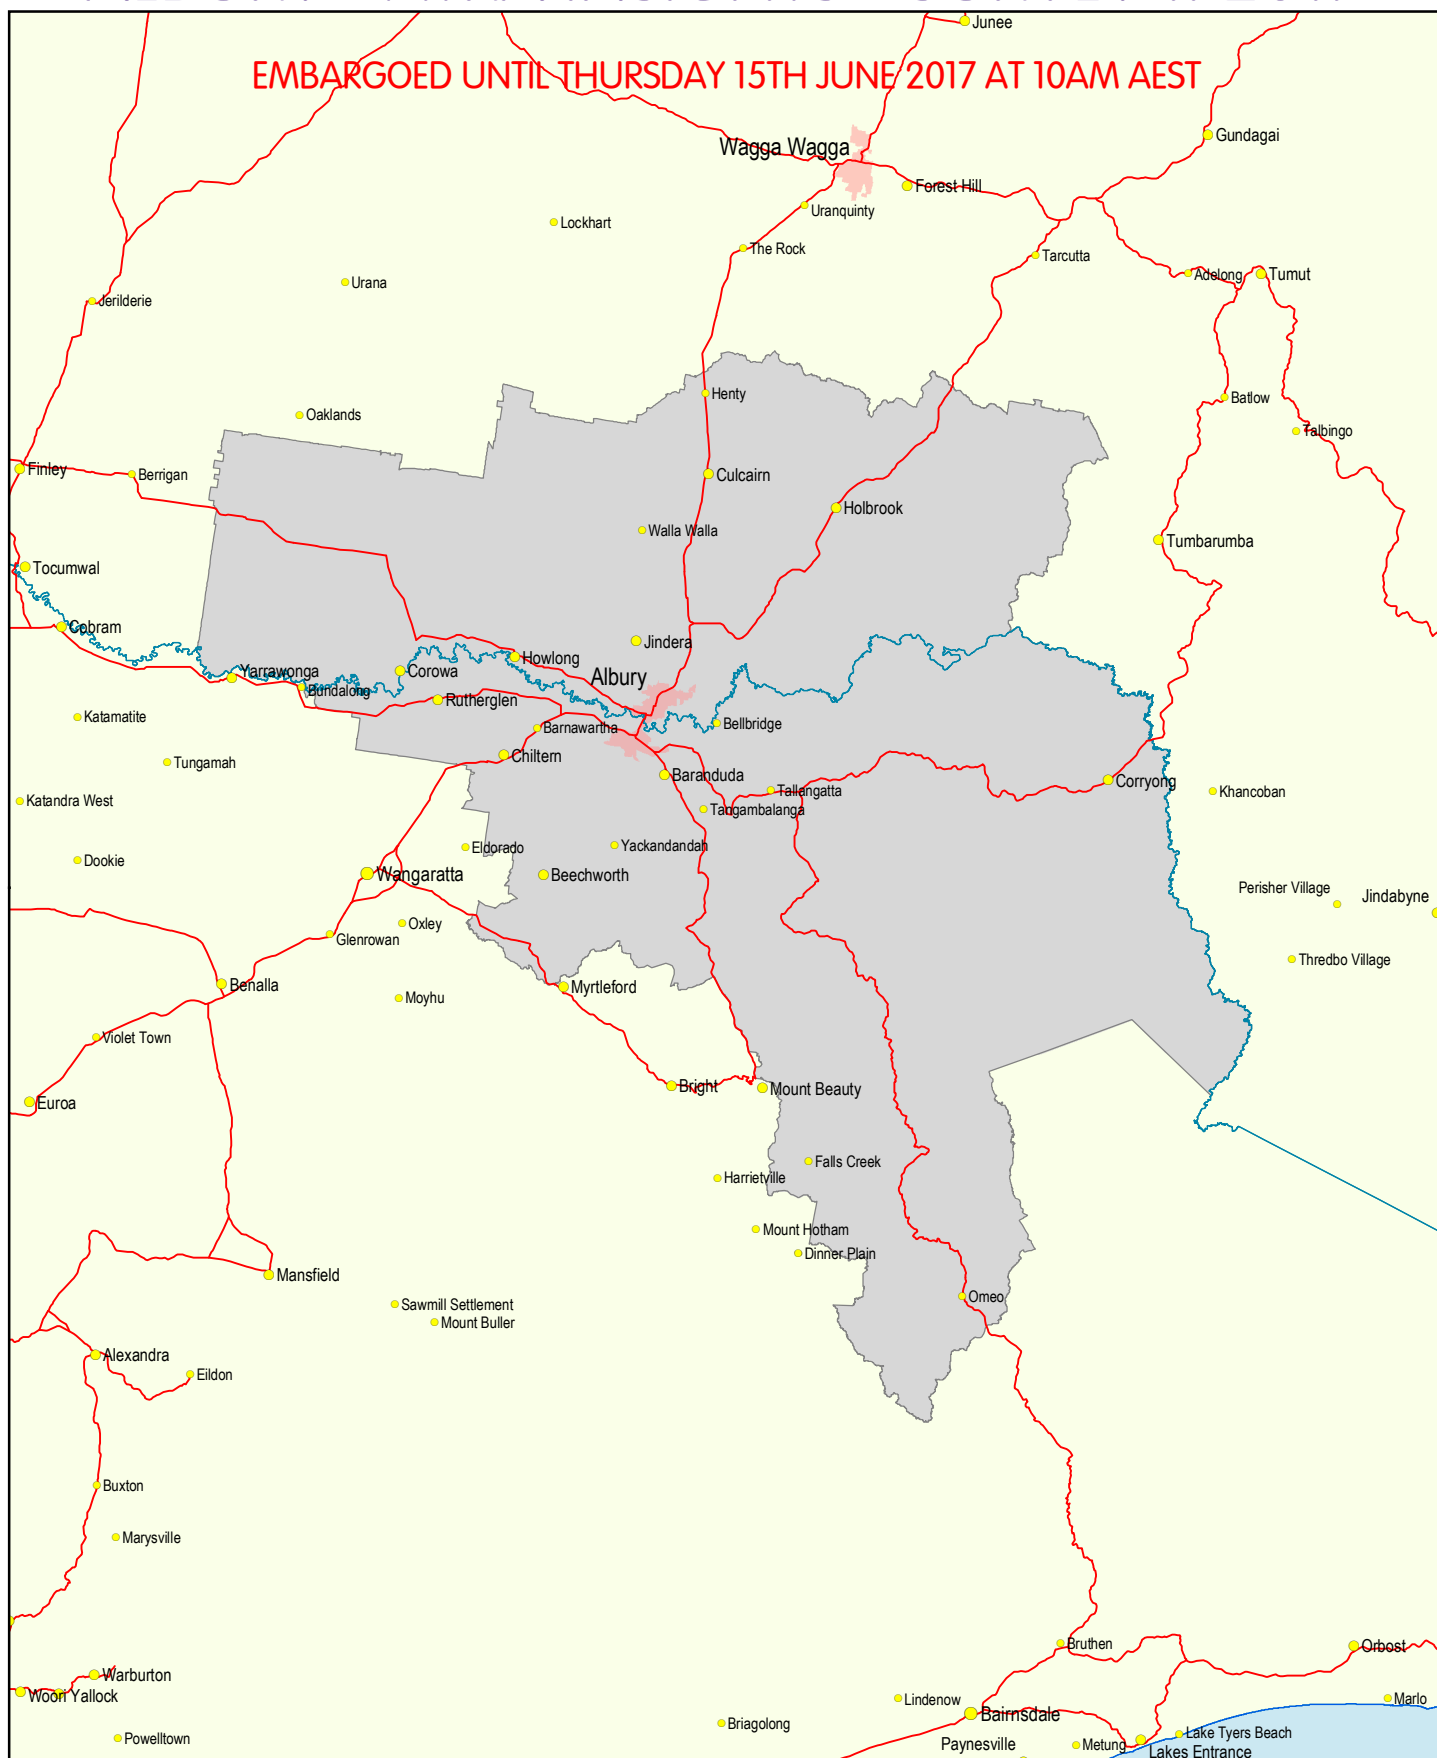 Junee
EMBARGOED UNTIL THURSDAY 15TH JUNE 2017 AT 10AM AEST
Gundagai
Wagga Wagga
Forest Hill
Uranquinty
Lockhart
The Rock
Tarcutta
Adelong
Tumut
Urana
Jerilderie
Henty
Batlow
Oaklands
Talbingo
Finley
Berrigan
Culcairn
Holbrook
Walla Walla
Tumbarumba
Tocumwal
Cobram
Jindera
Howlong
Yarrawonga
Corowa
Albury
Bundalong
Rutherglen
Katamatite
Bellbridge
Barnawartha
Chiltern
Tungamah
Baranduda
Corryong
Tallangatta
Khancoban
Katandra West
Tangambalanga
Eldorado
Yackandandah
Dookie
Wangaratta
Beechworth
Perisher Village
Jindabyne
Oxley
Glenrowan
Thredbo Village
Benalla
Myrtleford
Moyhu
Violet Town
Bright
Mount Beauty
Euroa
Falls Creek
Harrietville
Mount Hotham
Dinner Plain
Mansfield
Omeo
Sawmill Settlement
Mount Buller
Alexandra
Eildon
Buxton
Marysville
Bruthen
Orbost
Warburton
Woori Yallock
Lindenow
Marlo
Bairnsdale
Briagolong
Lake Tyers Beach
Powelltown
Paynesville
Metung
Lakes Entrance